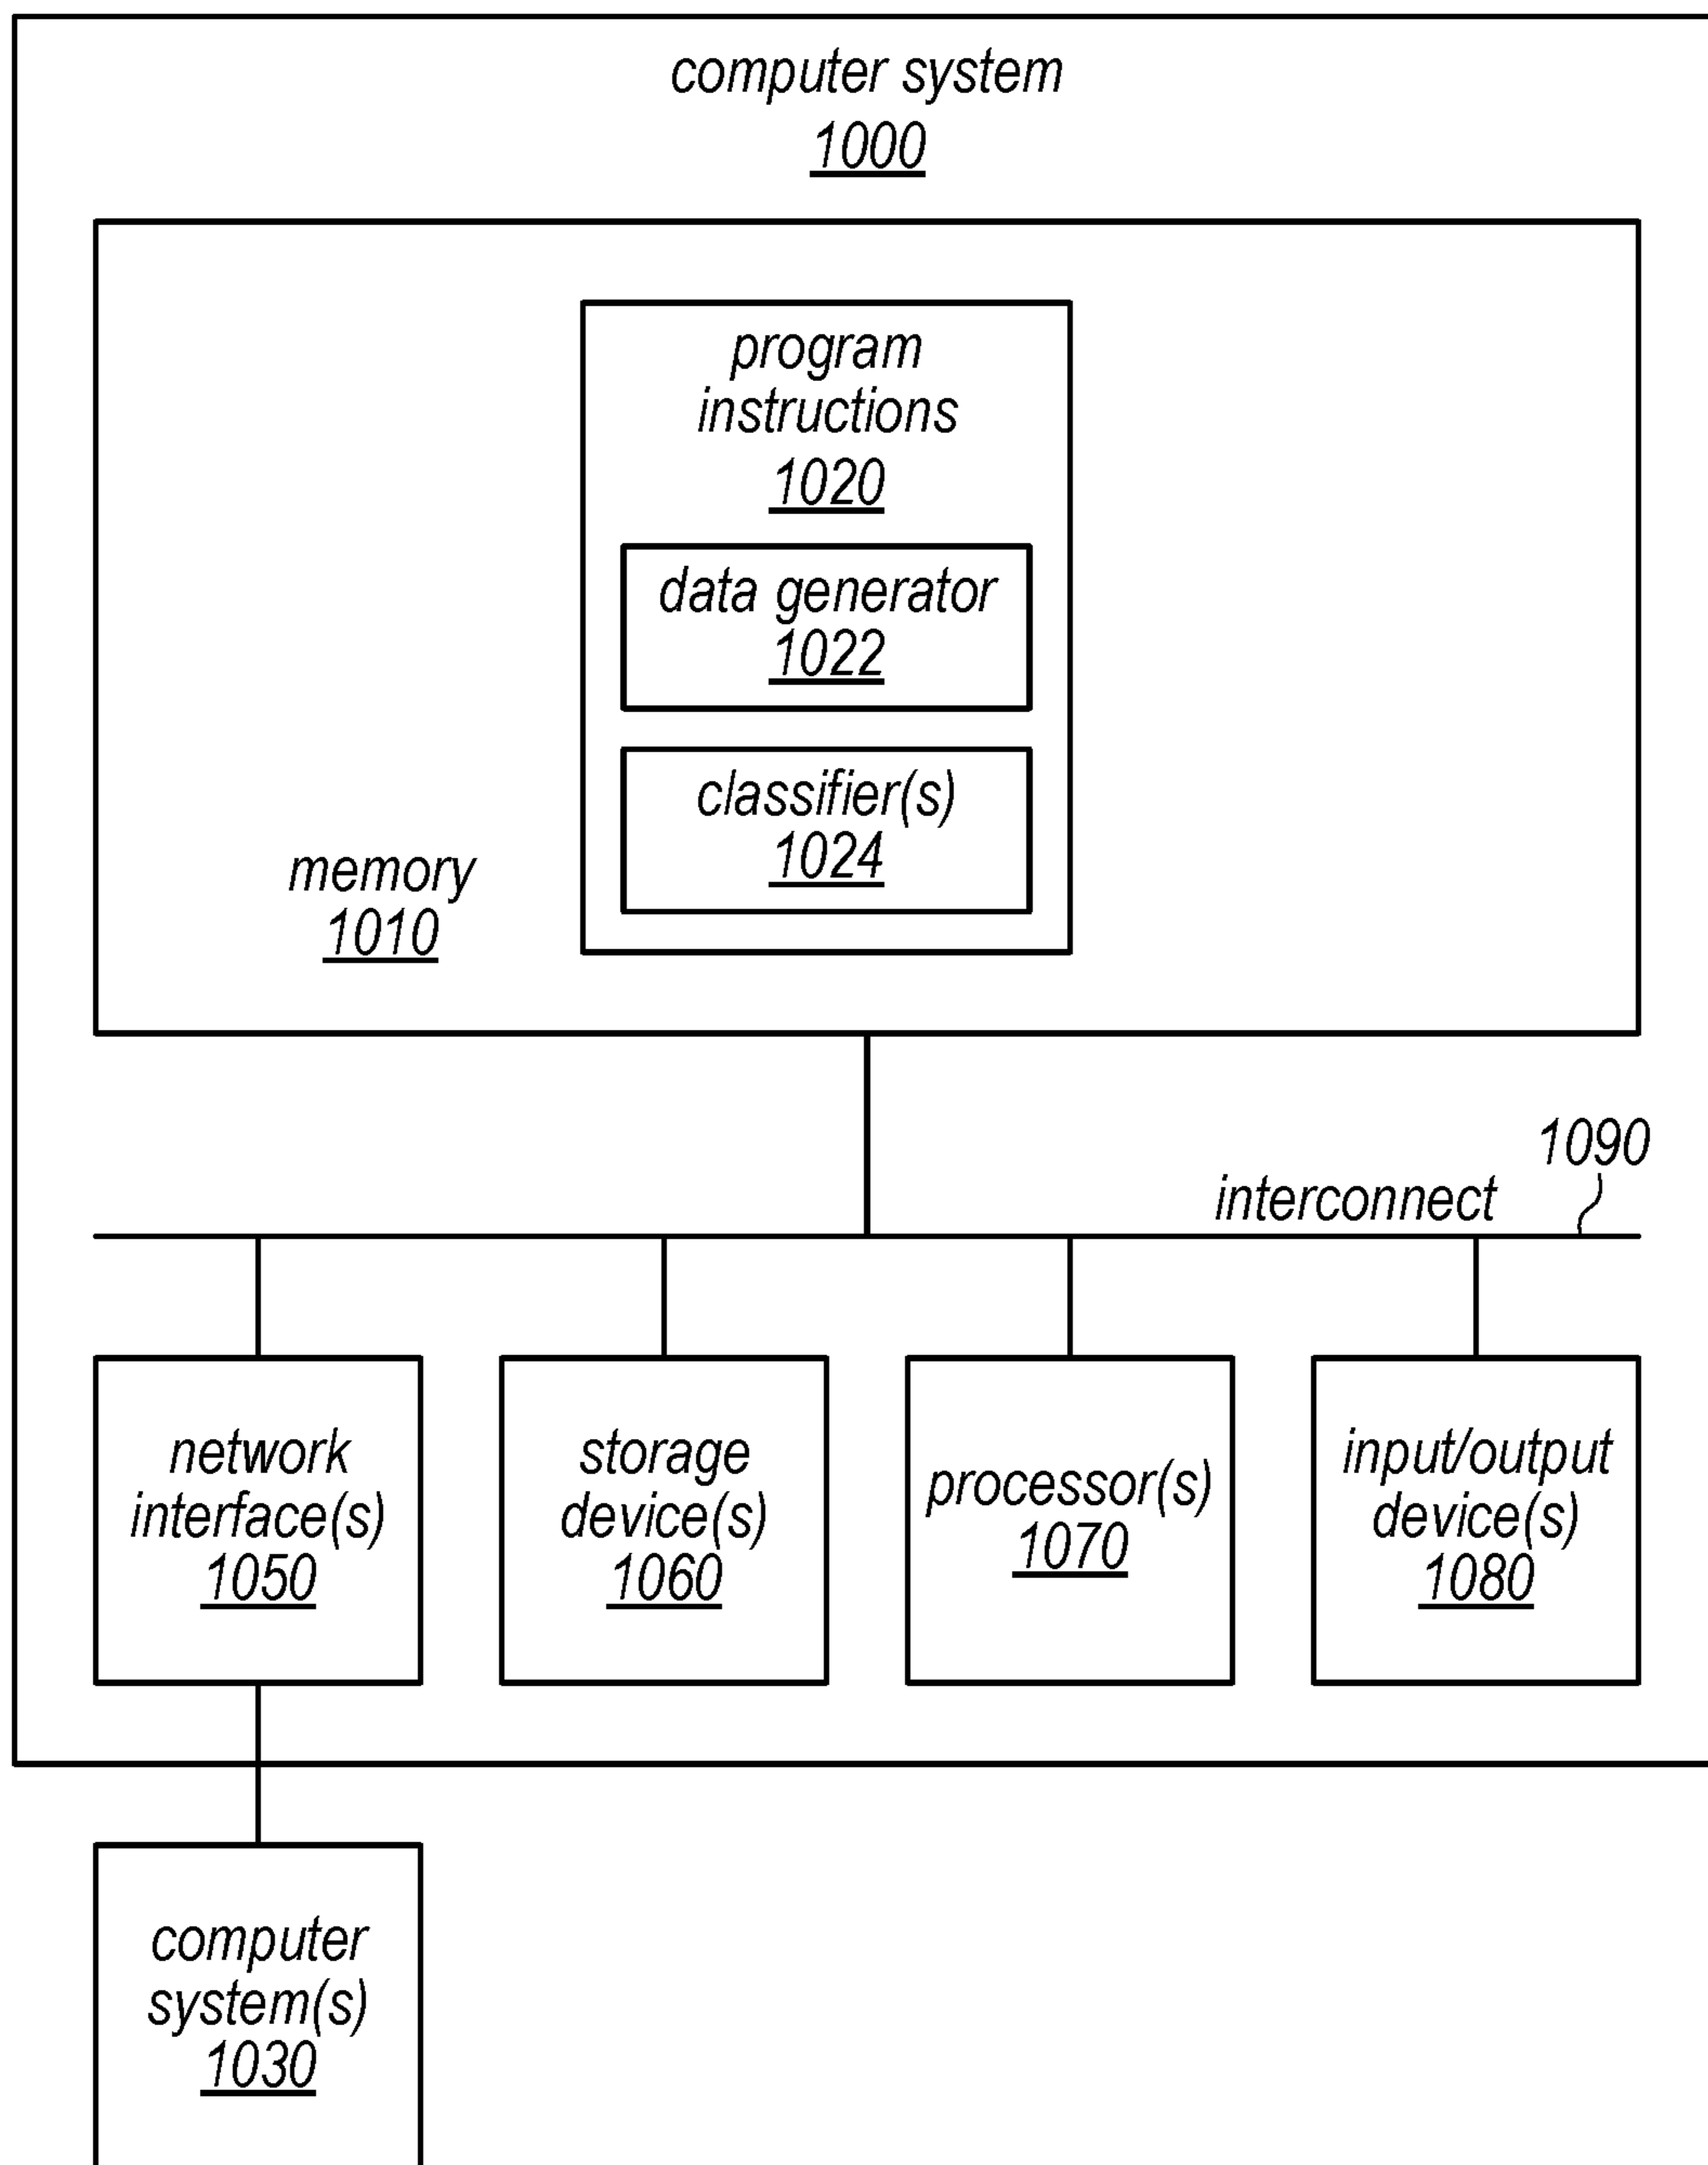 computer system
1000
program
instructions
1020
data generator
1022
classifier(s)
1024
memory
1010
1090
interconnect
network
interface(s)
1050
storage
device(s)
1060
processor(s)
1070
input/output
device(s)
1080
computer
system(s)
1030